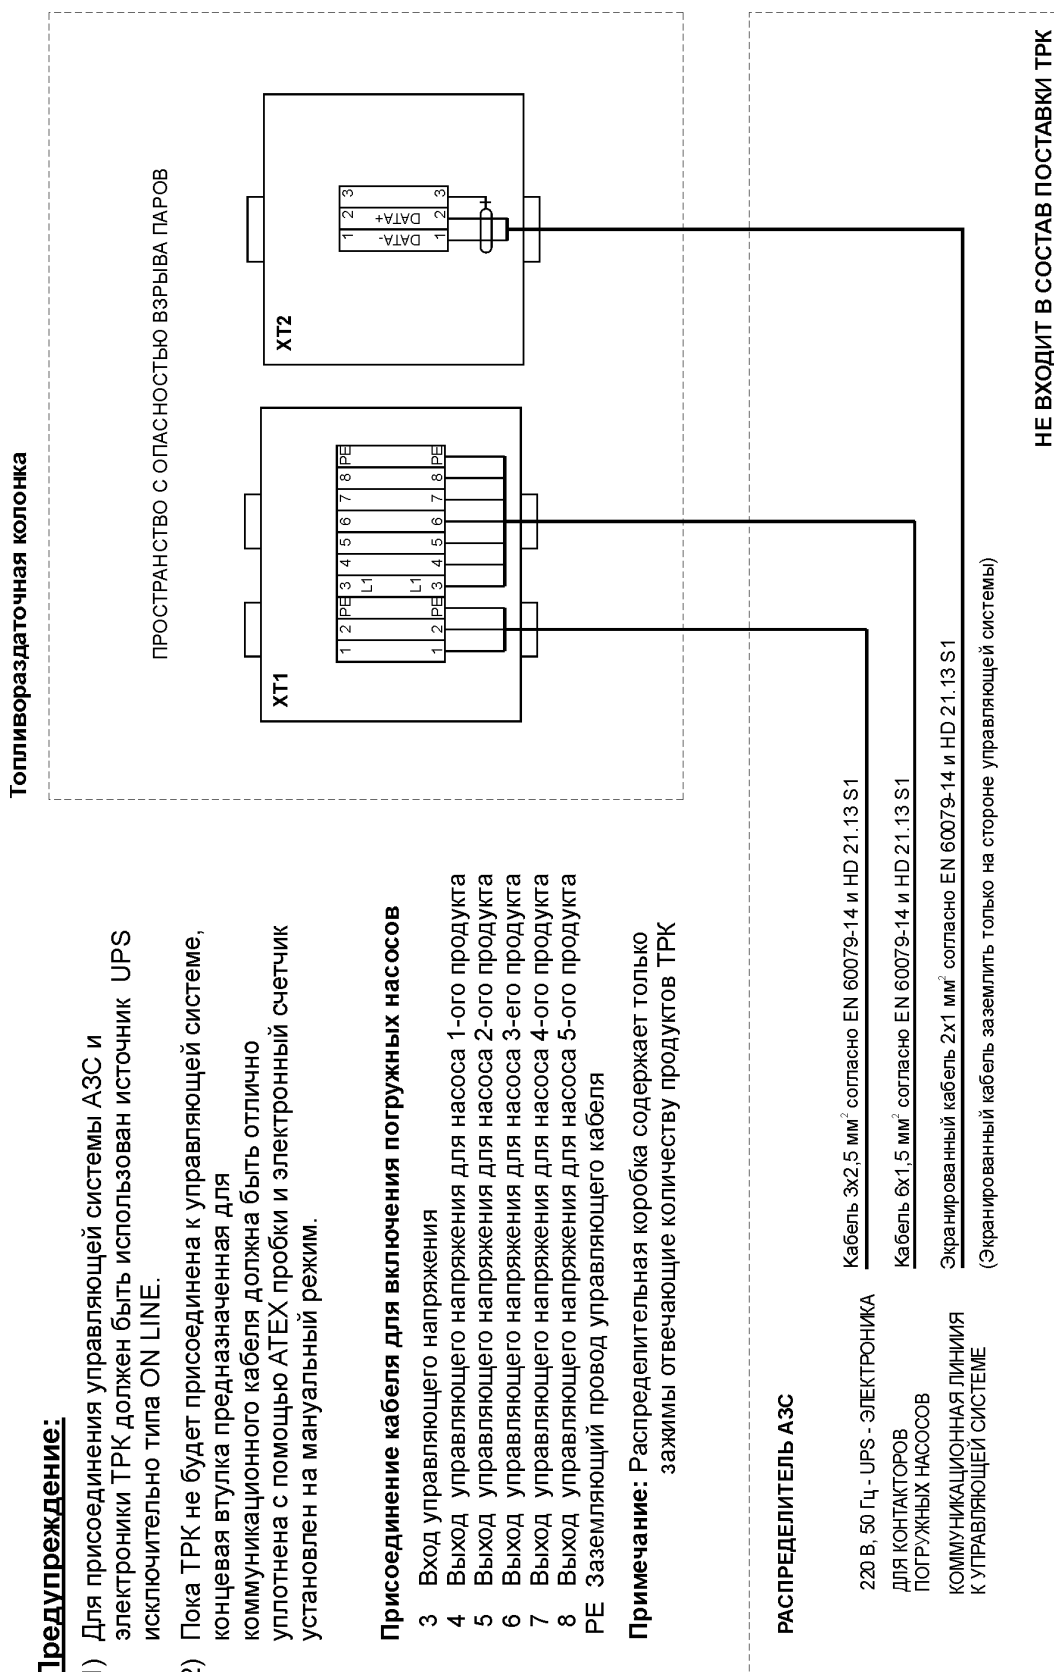 Предупреждение:
1) Для присоединения управляющей системы АЗС и
электроники ТРК должен быть использован источник UPS
исключительно типа ON LINE.
2) Пока ТРК не будет присоединена к управляющей системе,
концевая втулка предназначенная для
коммуникационного кабеля должна быть отлично
уплотнена с помощью ATEX пробки и электронный счетчик
установлен на мануальный режим.
Присоединение кабеля для включения погружных насосов
3 Вход управляющего напряжения
4 Выход управляющего напряжения для насоса 1-ого продукта
5 Выход управляющего напряжения для насоса 2-ого продукта
6 Выход управляющего напряжения для насоса 3-его продукта
7 Выход управляющего напряжения для насоса 4-ого продукта
8 Выход управляющего напряжения для насоса 5-ого продукта
PE Заземляющий провод управляющего кабеля
Примечание: Распределительная коробка содержает только
зажимы отвечающие количеству продуктов ТРК
Топливораздаточная колонка
ПРОСТРАНСТВО С ОПАСНОСТЬЮ ВЗРЫВА ПАРОВ
XT1
1 2 PE 3 4 5 6 7 8 PE
L1
L1
1 2 PE 3 4 5 6 7 8 PE
XT2
1 2 3
DATA- DATA+
1 2 3
РАСПРЕДЕЛИТЕЛЬ АЗС
220 В, 50 Гц - UPS - ЭЛЕКТРОНИКА
Кабель 3x2,5 мм² согласно EN 60079-14 и HD 21.13 S1
ДЛЯ КОНТАКТОРОВ
ПОГРУЖНЫХ НАСОСОВ
Кабель 6x1,5 мм² согласно EN 60079-14 и HD 21.13 S1
КОММУНИКАЦИОННАЯ ЛИНИИЯ
К УПРАВЛЯЮЩЕЙ СИСТЕМЕ
Экранированный кабель 2x1 мм² согласно EN 60079-14 и HD 21.13 S1
(Экранированный кабель заземлить только на стороне управляющей системы)
НЕ ВХОДИТ В СОСТАВ ПОСТАВКИ ТРК